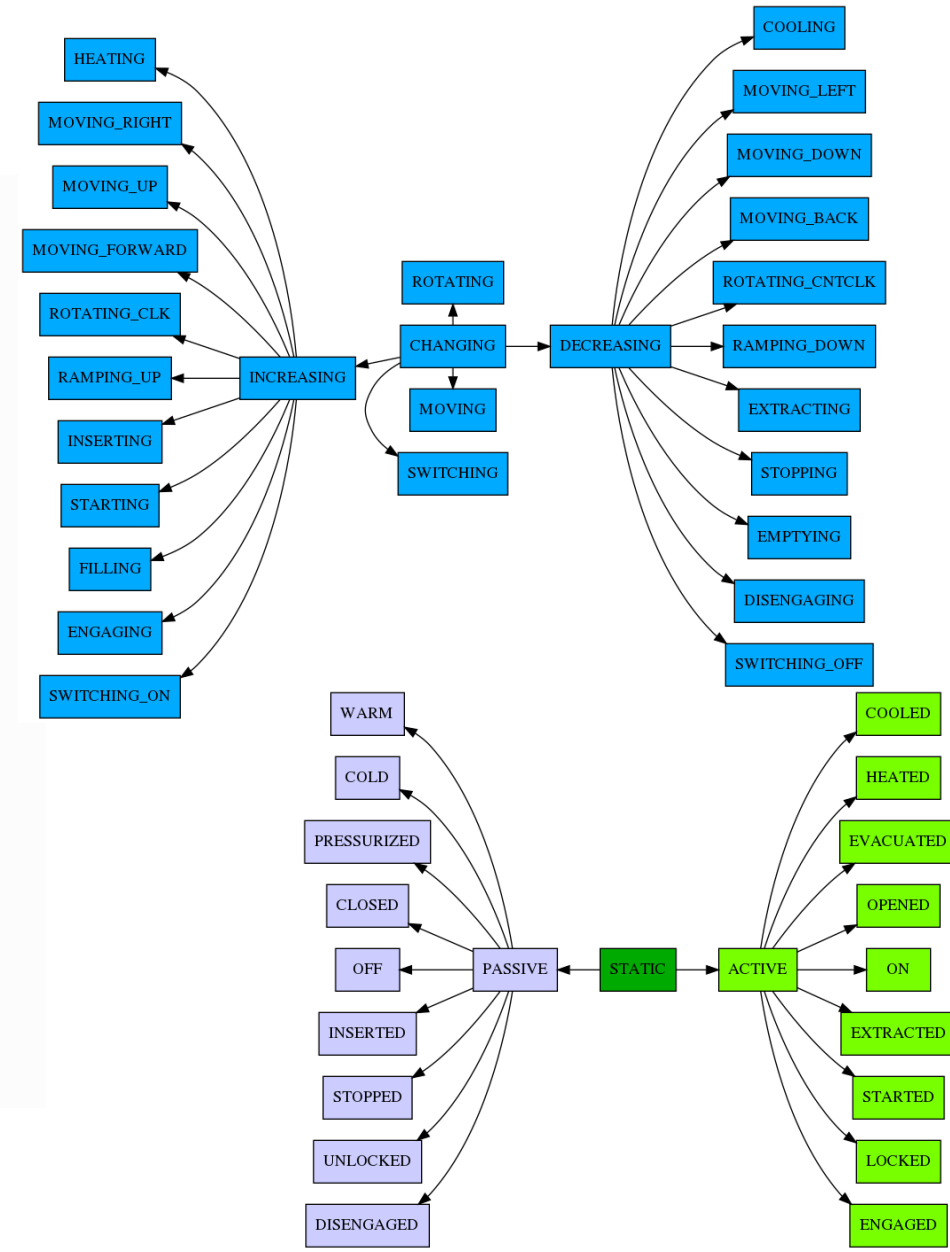 COOLING
HEATING
MOVING_LEFT
MOVING_RIGHT
MOVING_DOWN
MOVING_UP
MOVING_BACK
MOVING_FORWARD
ROTATING
ROTATING_CNTCLK
ROTATING_CLK
CHANGING
DECREASING
RAMPING_DOWN
RAMPING_UP
INCREASING
MOVING
EXTRACTING
INSERTING
SWITCHING
STOPPING
STARTING
EMPTYING
FILLING
DISENGAGING
ENGAGING
SWITCHING_OFF
SWITCHING_ON
WARM
COOLED
COLD
HEATED
PRESSURIZED
EVACUATED
CLOSED
OPENED
OFF
PASSIVE
STATIC
ACTIVE
ON
INSERTED
EXTRACTED
STOPPED
STARTED
UNLOCKED
LOCKED
DISENGAGED
ENGAGED